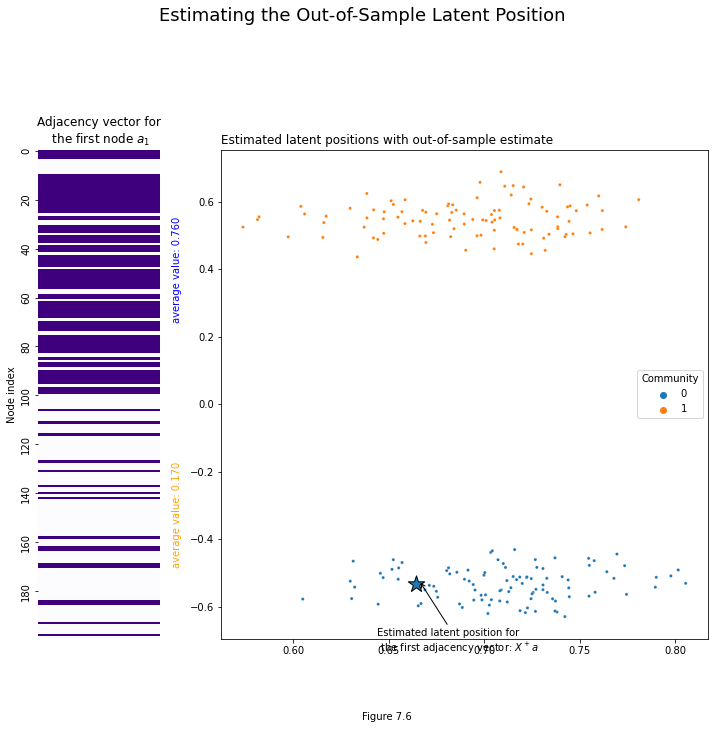 Estimating the Out-of-Sample Latent Position
Adjacency vector for
the first node a₁
Node index
0
20
40
60
80
100
120
140
160
180
average value: 0.760
average value: 0.170
Estimated latent positions with out-of-sample estimate
0.6
0.4
0.2
0.0
−0.2
−0.4
−0.6
Community
0
1
Estimated latent position for
the first adjacency vector: X⁺a
0.60
0.65
0.70
0.75
0.80
Figure 7.6